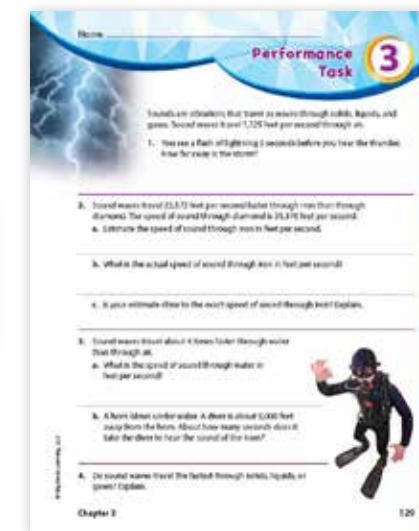 Name
Performance
Task
3
Sounds are vibrations that travel as waves through solids, liquids, and
gases. Sound waves travel 1,125 feet per second through air.
1. You see a flash of lightning 5 seconds before you hear the thunder.
How far away is the storm?
2. Sound waves travel feet per second faster through iron than through
diamond. The speed of sound through diamond is feet per second.
a. Estimate the speed of sound through iron in feet per second.
b. What is the actual speed of sound through iron in feet per second?
c. Is your estimate close to the exact speed of sound through iron? Explain.
3. Sound waves travel about 4 times faster through water
than through air.
a. What is the speed of sound through water in
feet per second?
b. A horn blows under water. A diver is about feet
away from the horn. About how many seconds does it
take the diver to hear the sound of the horn?
4. Do sound waves travel the fastest through solids, liquids, or
gases? Explain.
Chapter 3
129